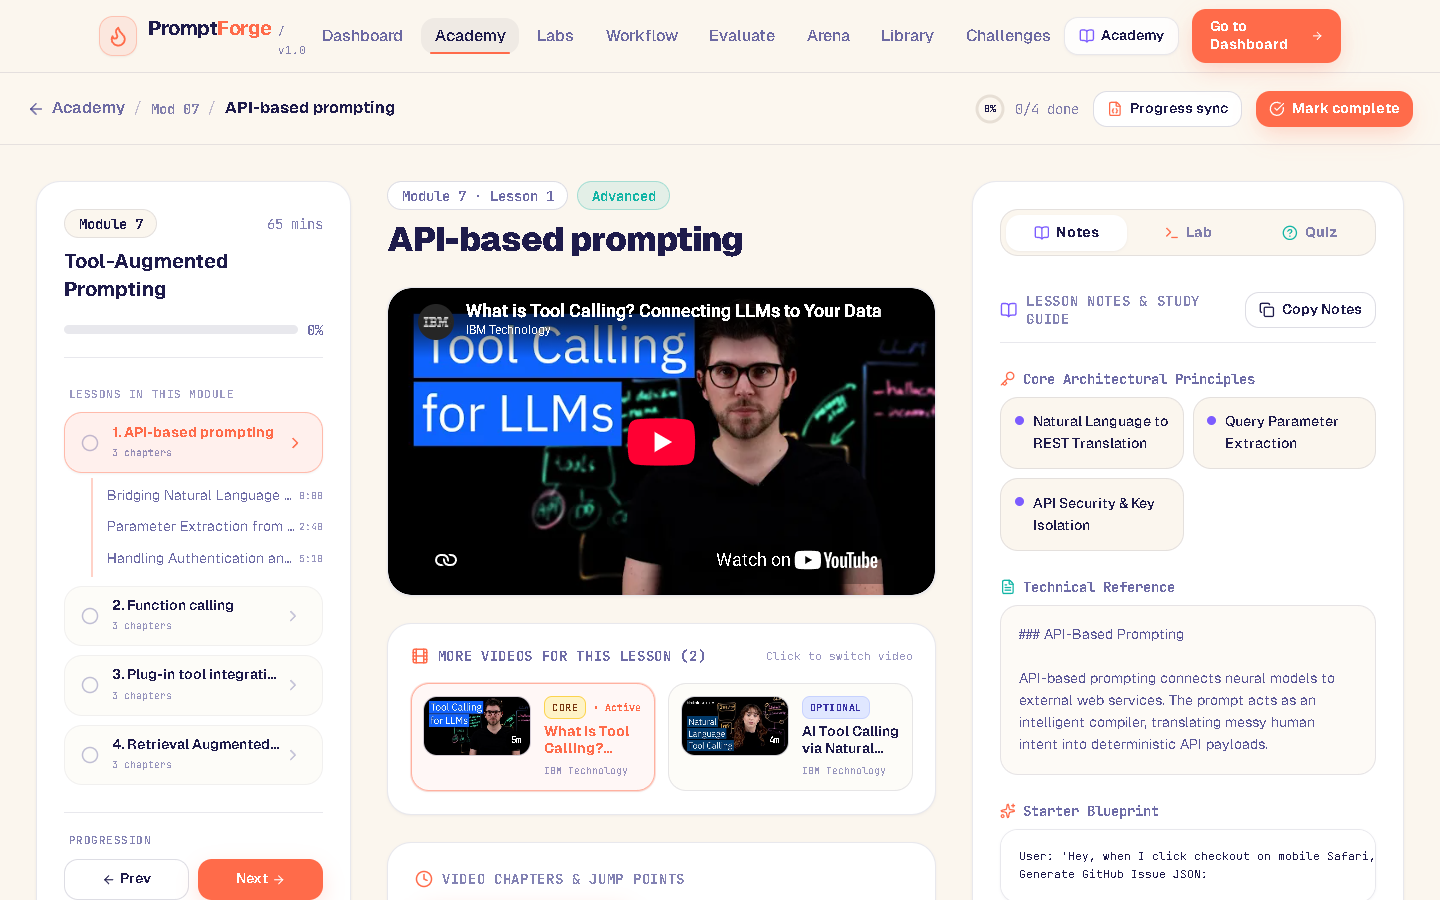 PromptForge / v1.0
Dashboard
Academy
Labs
Workflow
Evaluate
Arena
Library
Challenges
Academy
Go to Dashboard →
← Academy / Mod 07 / API-based prompting
0%
0/4 done
Progress sync
Mark complete
Module 7
65 mins
Tool-Augmented
Prompting
0%
LESSONS IN THIS MODULE
1. API-based prompting
3 chapters
Bridging Natural Language ... 0:00
Parameter Extraction from ... 2:40
Handling Authentication an... 5:10
2. Function calling
3 chapters
3. Plug-in tool integrati...
3 chapters
4. Retrieval Augmented...
3 chapters
PROGRESSION
← Prev
Next →
Module 7 · Lesson 1
Advanced
API-based prompting
IBM
What is Tool Calling? Connecting LLMs to Your Data
IBM Technology
Tool Calling
for LLMs
Watch on YouTube
MORE VIDEOS FOR THIS LESSON (2)
Click to switch video
Tool Calling
for LLMs
5m
CORE
• Active
What Is Tool
Calling?...
IBM Technology
Natural
Language
Tool Calling
4m
OPTIONAL
AI Tool Calling
via Natural...
IBM Technology
VIDEO CHAPTERS & JUMP POINTS
Notes
Lab
Quiz
LESSON NOTES & STUDY
GUIDE
Copy Notes
Core Architectural Principles
Natural Language to
REST Translation
Query Parameter
Extraction
API Security & Key
Isolation
Technical Reference
### API-Based Prompting
API-based prompting connects neural models to
external web services. The prompt acts as an
intelligent compiler, translating messy human
intent into deterministic API payloads.
Starter Blueprint
User: 'Hey, when I click checkout on mobile Safari,
Generate GitHub Issue JSON: